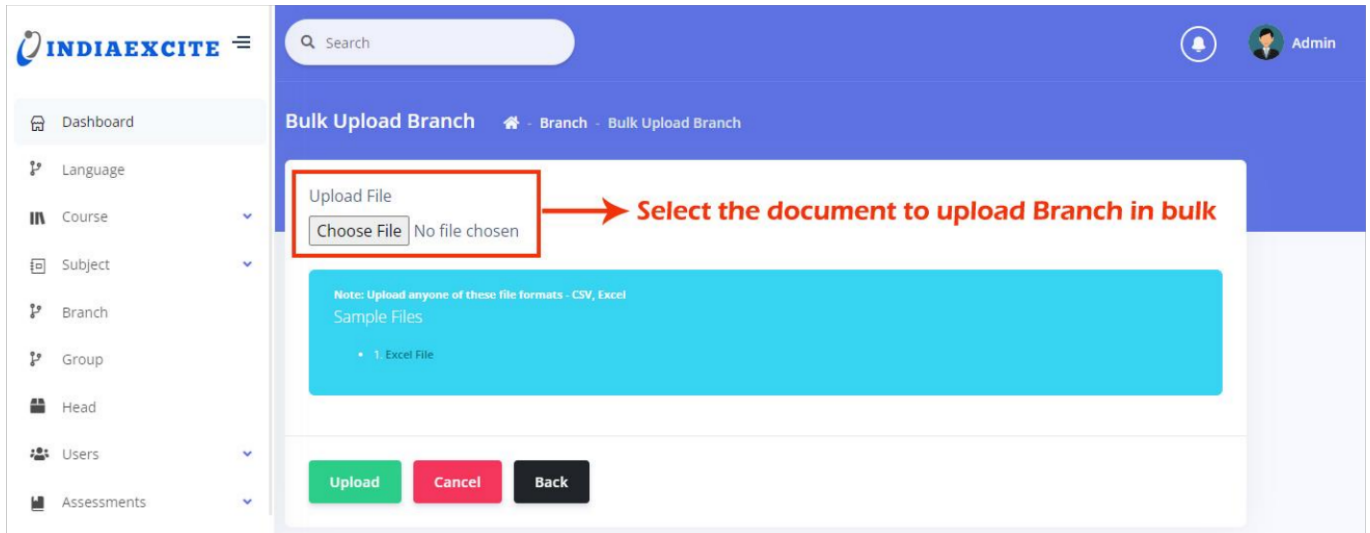 INDIAEXCITE
Search
Admin
Dashboard
Language
Course
Subject
Branch
Group
Head
Users
Assessments
Bulk Upload Branch - Branch - Bulk Upload Branch
Upload File
Choose File No file chosen
Select the document to upload Branch in bulk
Note: Upload anyone of these file formats - CSV, Excel
Sample Files
1. Excel File
Upload Cancel Back